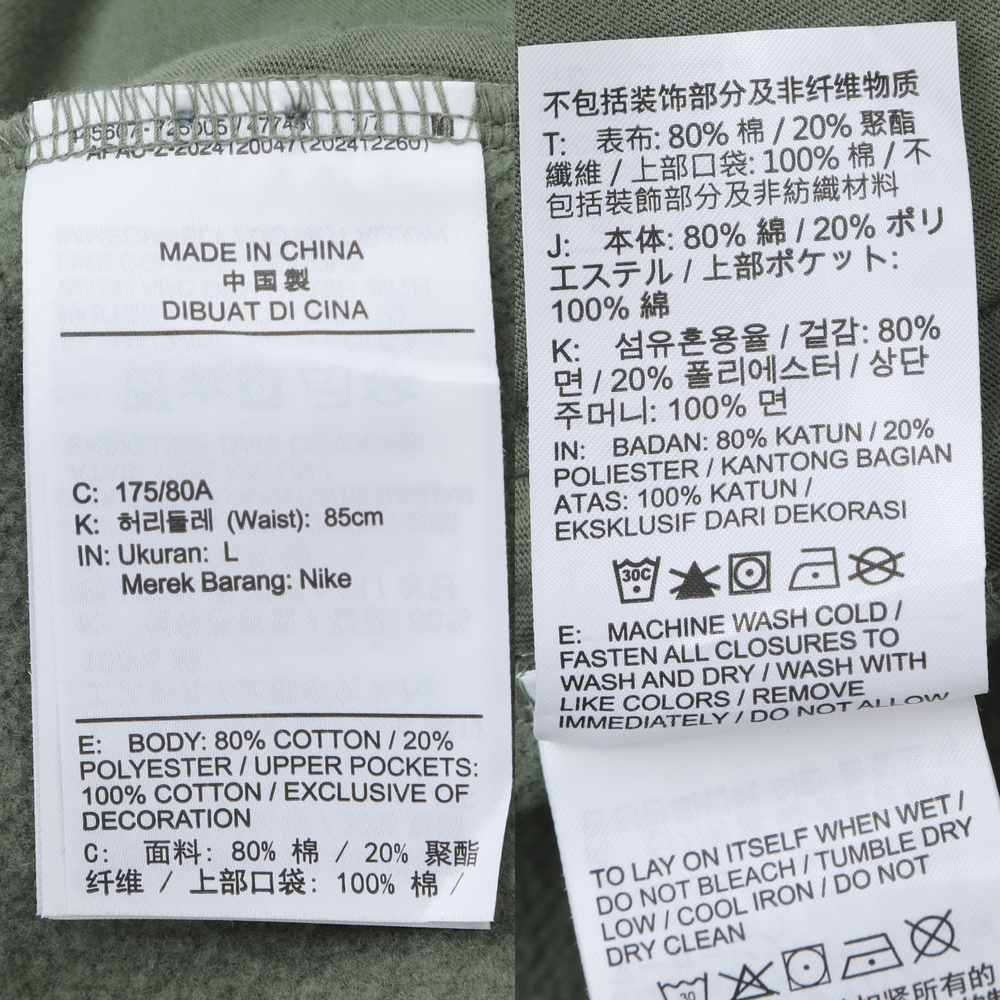 APAC-2-2024120047(202412260)
MADE IN CHINA
中国製
DIBUAT DI CINA
C: 175/80A
K: 허리둘레 (Waist): 85cm
IN: Ukuran: L
Merek Barang: Nike
E: BODY: 80% COTTON / 20%
POLYESTER / UPPER POCKETS:
100% COTTON / EXCLUSIVE OF
DECORATION
C: 面料: 80% 棉 / 20% 聚酯
纤维 / 上部口袋: 100% 棉 /
不包括装饰部分及非纤维物质
T: 表布: 80% 棉 / 20% 聚酯
纖維 / 上部口袋: 100% 棉 / 不
包括裝飾部分及非紡織材料
J: 本体: 80% 綿 / 20% ポリ
エステル / 上部ポケット:
100% 綿
K: 섬유혼용율 / 겉감: 80%
면 / 20% 폴리에스터 / 상단
주머니: 100% 면
IN: BADAN: 80% KATUN / 20%
POLIESTER / KANTONG BAGIAN
ATAS: 100% KATUN /
EKSKLUSIF DARI DEKORASI
30C
E: MACHINE WASH COLD /
FASTEN ALL CLOSURES TO
WASH AND DRY / WASH WITH
LIKE COLORS / REMOVE
IMMEDIATELY / DO NOT ALLOW
TO LAY ON ITSELF WHEN WET /
DO NOT BLEACH / TUMBLE DRY
LOW / COOL IRON / DO NOT
DRY CLEAN
30